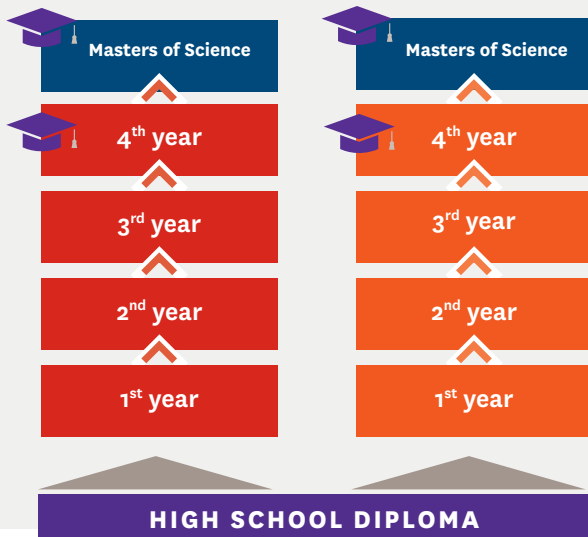 Masters of Science
Masters of Science
4th year
4th year
3rd year
3rd year
2nd year
2nd year
1st year
1st year
HIGH SCHOOL DIPLOMA